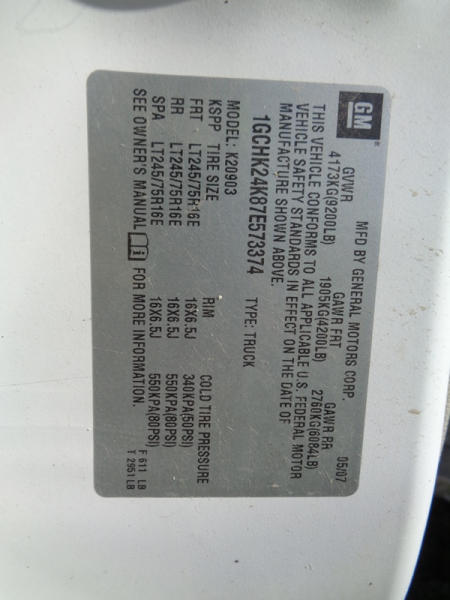 GM
MFD BY GENERAL MOTORS CORP. 05/07
GVWR GAWR FRT GAWR RR
4173KG(9200LB) 1905KG(4200LB) 2760KG(6084LB)
THIS VEHICLE CONFORMS TO ALL APPLICABLE U.S. FEDERAL MOTOR
VEHICLE SAFETY STANDARDS IN EFFECT ON THE DATE OF
MANUFACTURE SHOWN ABOVE.
1GCHK24K87E573374 TYPE: TRUCK
MODEL: K20903
KSPP TIRE SIZE RIM COLD TIRE PRESSURE
FRT LT245/75R16E 16X6.5J 340KPA(50PSI)
RR LT245/75R16E 16X6.5J 550KPA(80PSI)
SPA LT245/75R16E 16X6.5J 550KPA(80PSI)
SEE OWNER'S MANUAL i FOR MORE INFORMATION.
F 611 LB
T 2951 LB